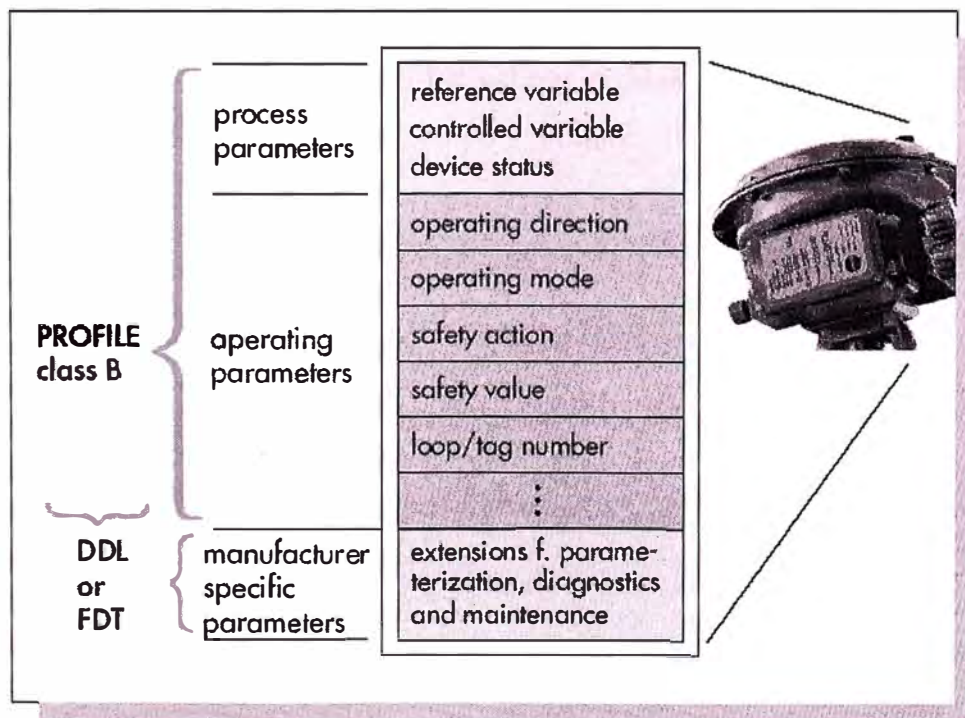 PROFILE
class B
DDL
or
FDT
process
parameters
aperating
parameters
manufacturer
specific
parameters
reference variable
controlled variable
device status
operating direction
operating mode
safety action
safety value
loop/tag number
extensions f. parame-
terization, diagnostics
and maintenance